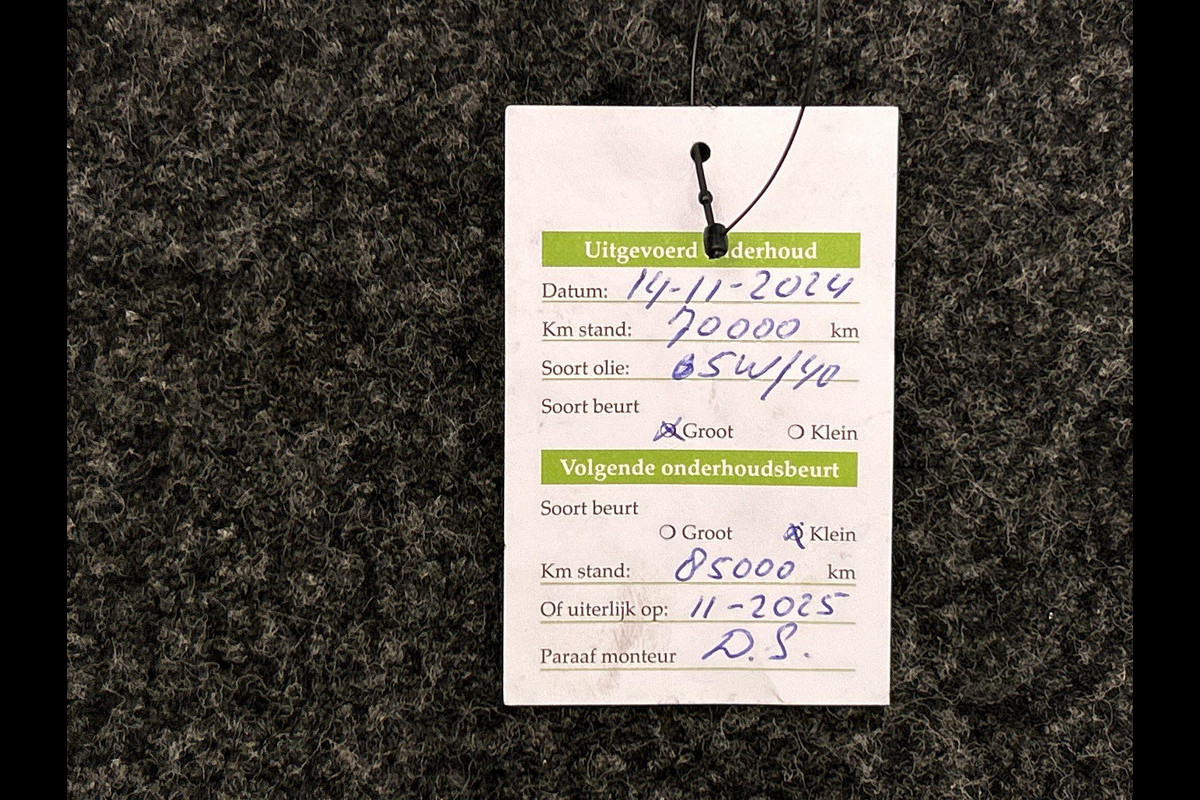 Uitgevoerd onderhoud
Datum: 14-11-2024
Km stand: 70000 km
Soort olie: 5W/40
Soort beurt
Groot Klein
Volgende onderhoudsbeurt
Soort beurt
Groot Klein
Km stand: 85000 km
Of uiterlijk op: 11-2025
Paraaf monteur D.S.